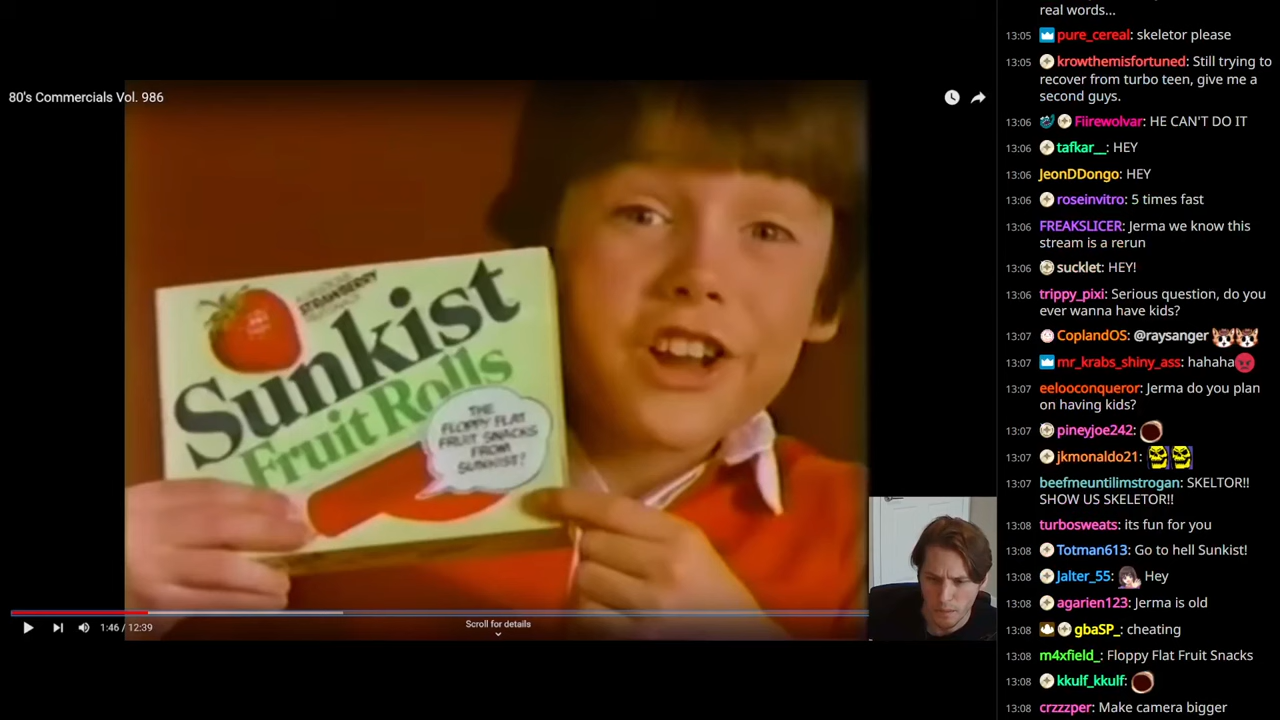 80's Commercials Vol. 986
STRAWBERRY
Sunkist
Fruit Rolls
THE
FLOPPY FLAT
FRUIT SNACKS
FROM
SUNKIST!
1:46 / 12:39
Scroll for details
real words...
13:05 pure_cereal: skeletor please
13:05 krowthemisfortuned: Still trying to
recover from turbo teen, give me a
second guys.
13:06 Fiirewolvar: HE CAN'T DO IT
13:06 tafkar__: HEY
13:06 JeonDDongo: HEY
13:06 roseinvitro: 5 times fast
13:06 FREAKSLICER: Jerma we know this
stream is a rerun
13:06 sucklet: HEY!
13:06 trippy_pixi: Serious question, do you
ever wanna have kids?
13:07 CoplandOS: @raysanger
13:07 mr_krabs_shiny_ass: hahaha
13:07 eelooconqueror: Jerma do you plan
on having kids?
13:07 pineyjoe242:
13:07 jkmonaldo21:
13:07 beefmeuntilimstrogan: SKELTOR!!
SHOW US SKELETOR!!
13:08 turbosweats: its fun for you
13:08 Totman613: Go to hell Sunkist!
13:08 Jalter_55: Hey
13:08 agarien123: Jerma is old
13:08 gbaSP_: cheating
13:08 m4xfield_: Floppy Flat Fruit Snacks
13:08 kkulf_kkulf:
13:08 crzzzper: Make camera bigger